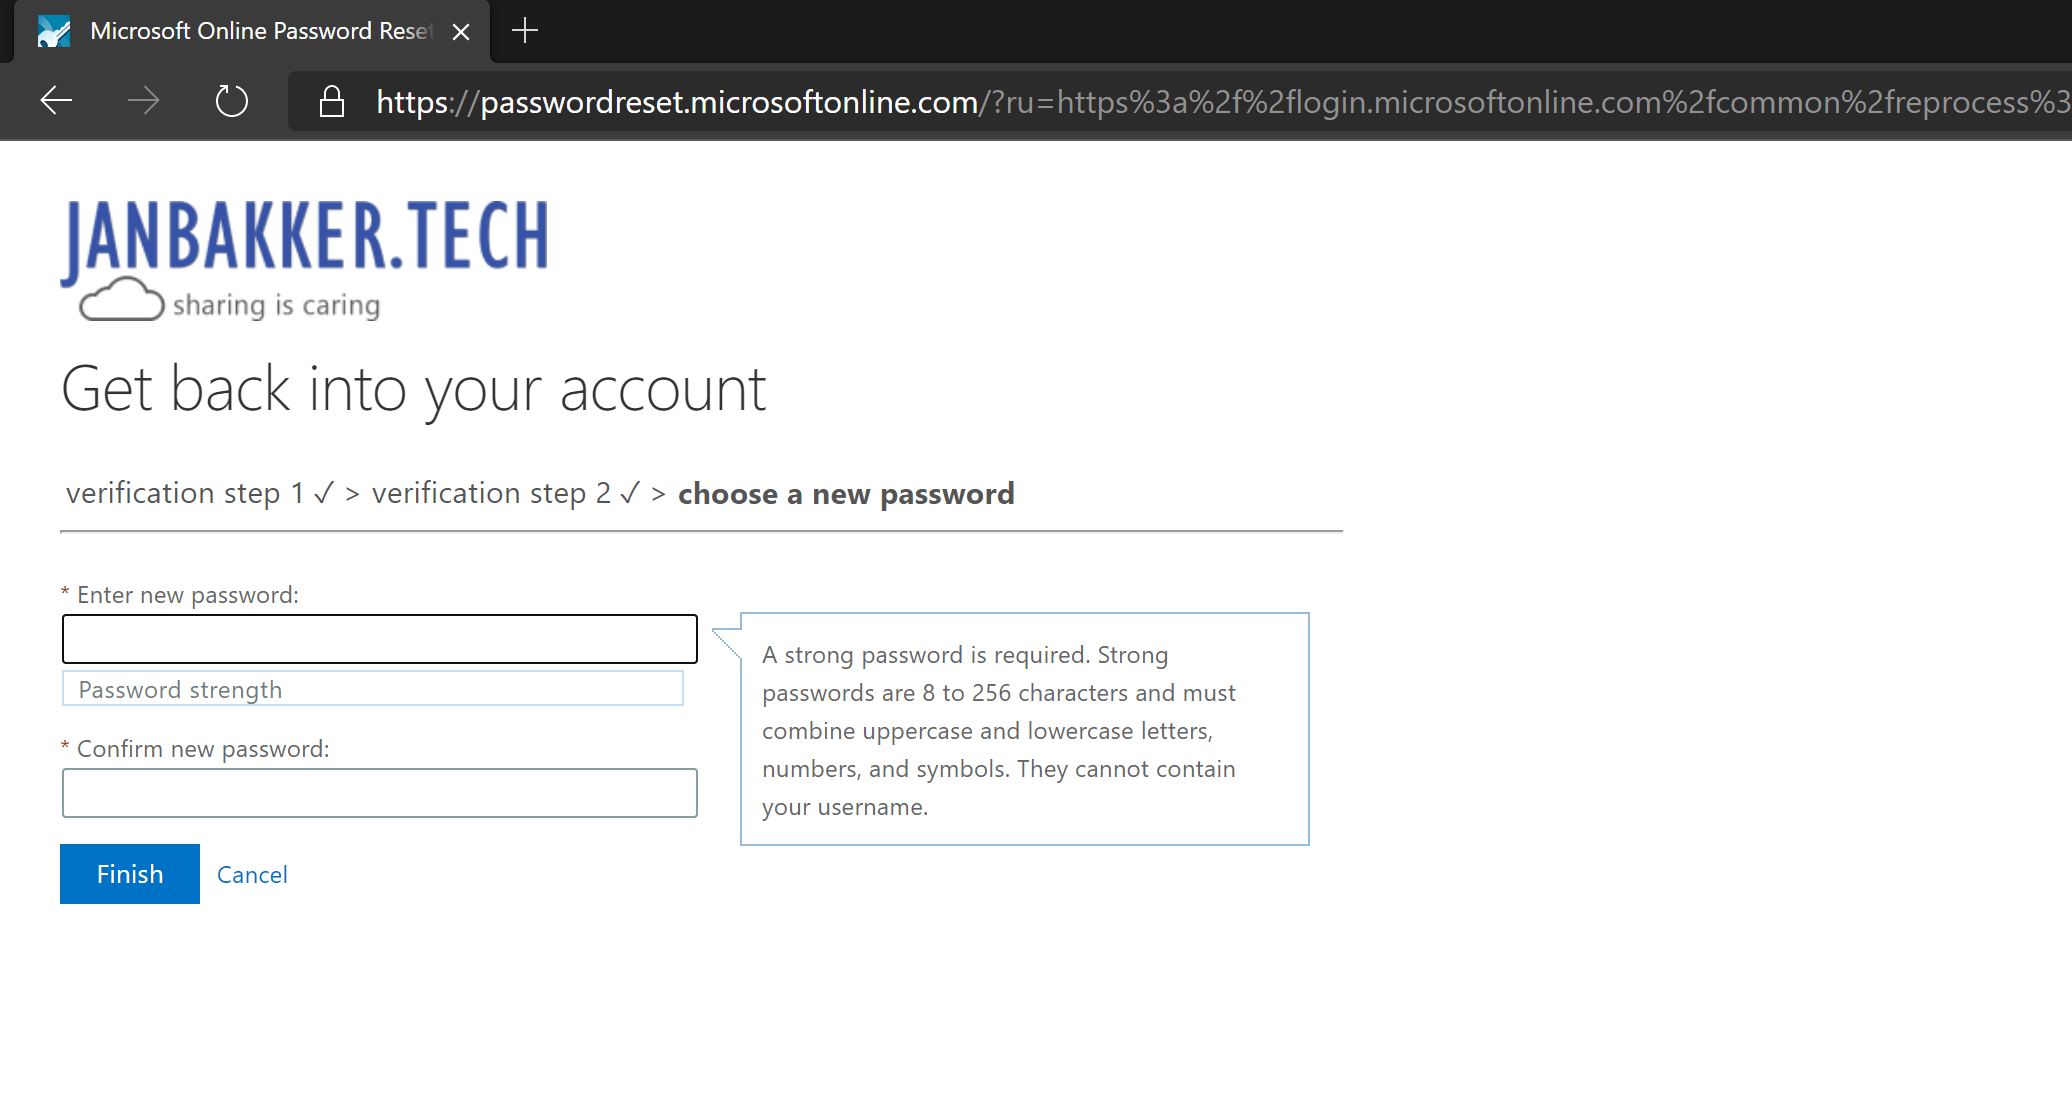 Microsoft Online Password Reset
https://passwordreset.microsoftonline.com/?ru=https%3a%2f%2flogin.microsoftonline.com%2fcommon%2freprocess%3
JANBAKKER.TECH
sharing is caring
Get back into your account
verification step 1 ✓ > verification step 2 ✓ > choose a new password
* Enter new password:
Password strength
* Confirm new password:
A strong password is required. Strong
passwords are 8 to 256 characters and must
combine uppercase and lowercase letters,
numbers, and symbols. They cannot contain
your username.
Finish Cancel